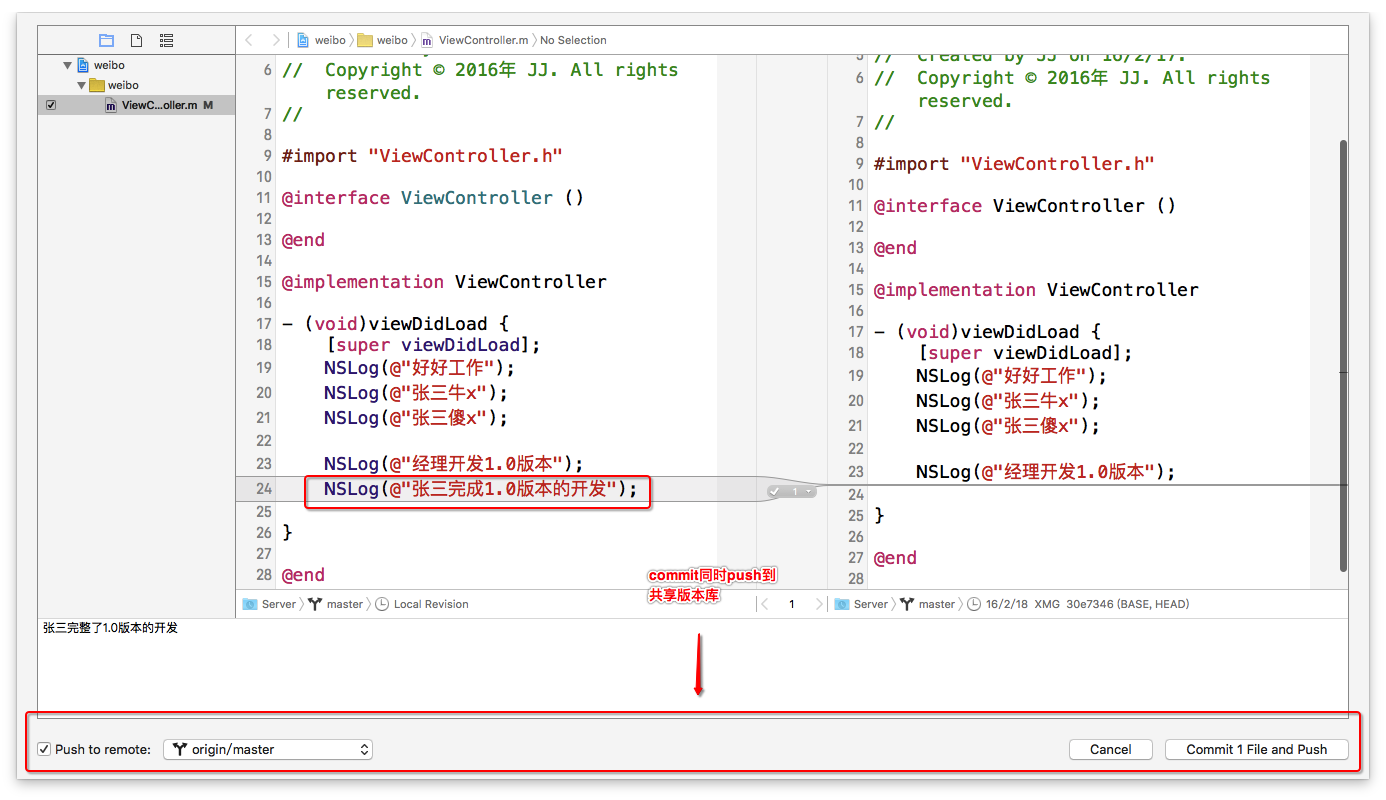 weibo
weibo
ViewC...oller.m M
weibo weibo ViewController.m No Selection
6 // Copyright © 2016年 JJ. All rights
reserved.
7 //
8
9 #import "ViewController.h"
10
11 @interface ViewController ()
12
13 @end
14
15 @implementation ViewController
16
17 - (void)viewDidLoad {
18 [super viewDidLoad];
19 NSLog(@"好好工作");
20 NSLog(@"张三牛x");
21 NSLog(@"张三傻x");
22
23 NSLog(@"经理开发1.0版本");
24 NSLog(@"张三完成1.0版本的开发");
25
26 }
27
28 @end
1
5 // Created by JJ on 16/2/17.
6 // Copyright © 2016年 JJ. All rights
reserved.
7 //
8
9 #import "ViewController.h"
10
11 @interface ViewController ()
12
13 @end
14
15 @implementation ViewController
16
17 - (void)viewDidLoad {
18 [super viewDidLoad];
19 NSLog(@"好好工作");
20 NSLog(@"张三牛x");
21 NSLog(@"张三傻x");
22
23 NSLog(@"经理开发1.0版本");
24
25 }
26
27 @end
28
commit同时push到
共享版本库
Server master Local Revision
1
Server master 16/2/18 XMG 30e7346 (BASE, HEAD)
张三完整了1.0版本的开发
Push to remote: origin/master
Cancel
Commit 1 File and Push